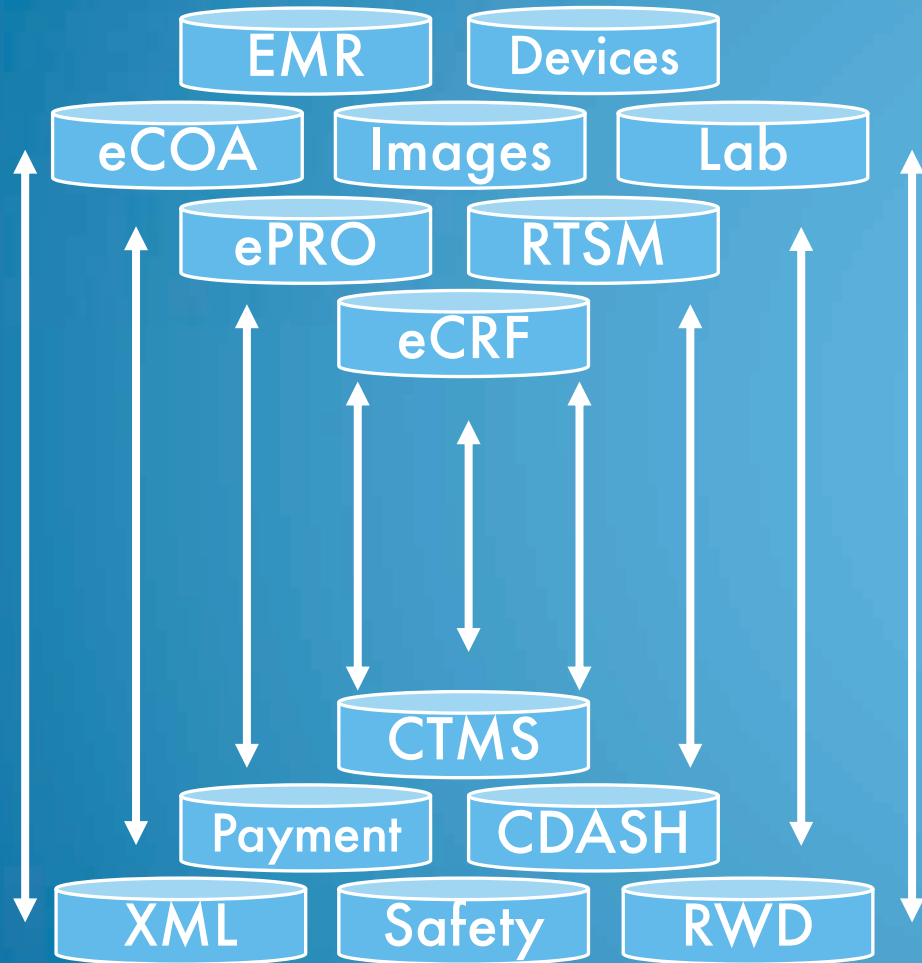 EMR
Devices
eCOA
Images
Lab
ePRO
RTSM
eCRF
CTMS
Payment
CDASH
XML
Safety
RWD